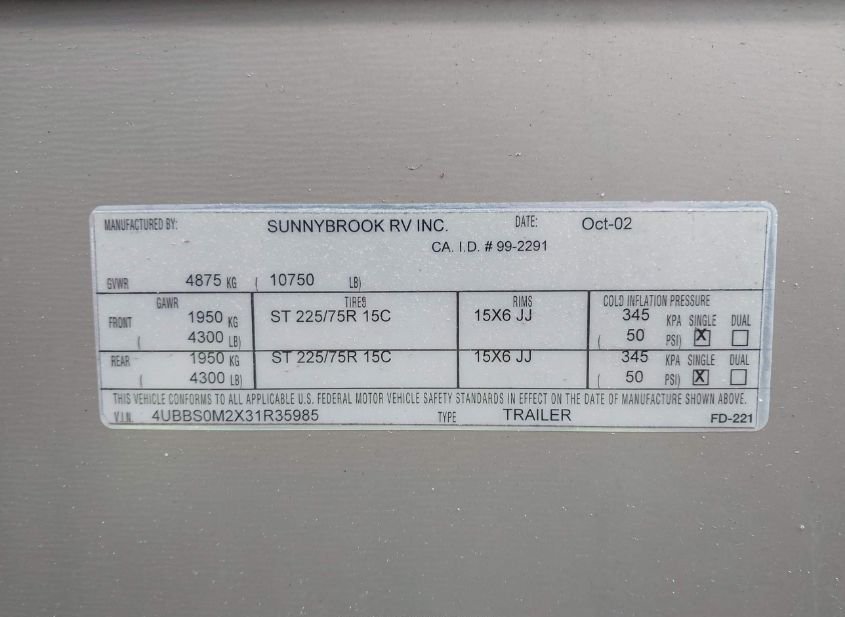 MANUFACTURED BY: SUNNYBROOK RV INC. DATE: Oct-02
CA. I.D. # 99-2291
GVWR 4875 KG ( 10750 LB)
GAWR TIRES RIMS COLD INFLATION PRESSURE
FRONT 1950 KG ST 225/75R 15C 15X6 JJ 345 KPA SINGLE DUAL
( 4300 LB) ( 50 PSI) X
REAR 1950 KG ST 225/75R 15C 15X6 JJ 345 KPA SINGLE DUAL
( 4300 LB) ( 50 PSI) X
THIS VEHICLE CONFORMS TO ALL APPLICABLE U.S. FEDERAL MOTOR VEHICLE SAFETY STANDARDS IN EFFECT ON THE DATE OF MANUFACTURE SHOWN ABOVE.
V.I.N. 4UBBS0M2X31R35985 TYPE TRAILER FD-221